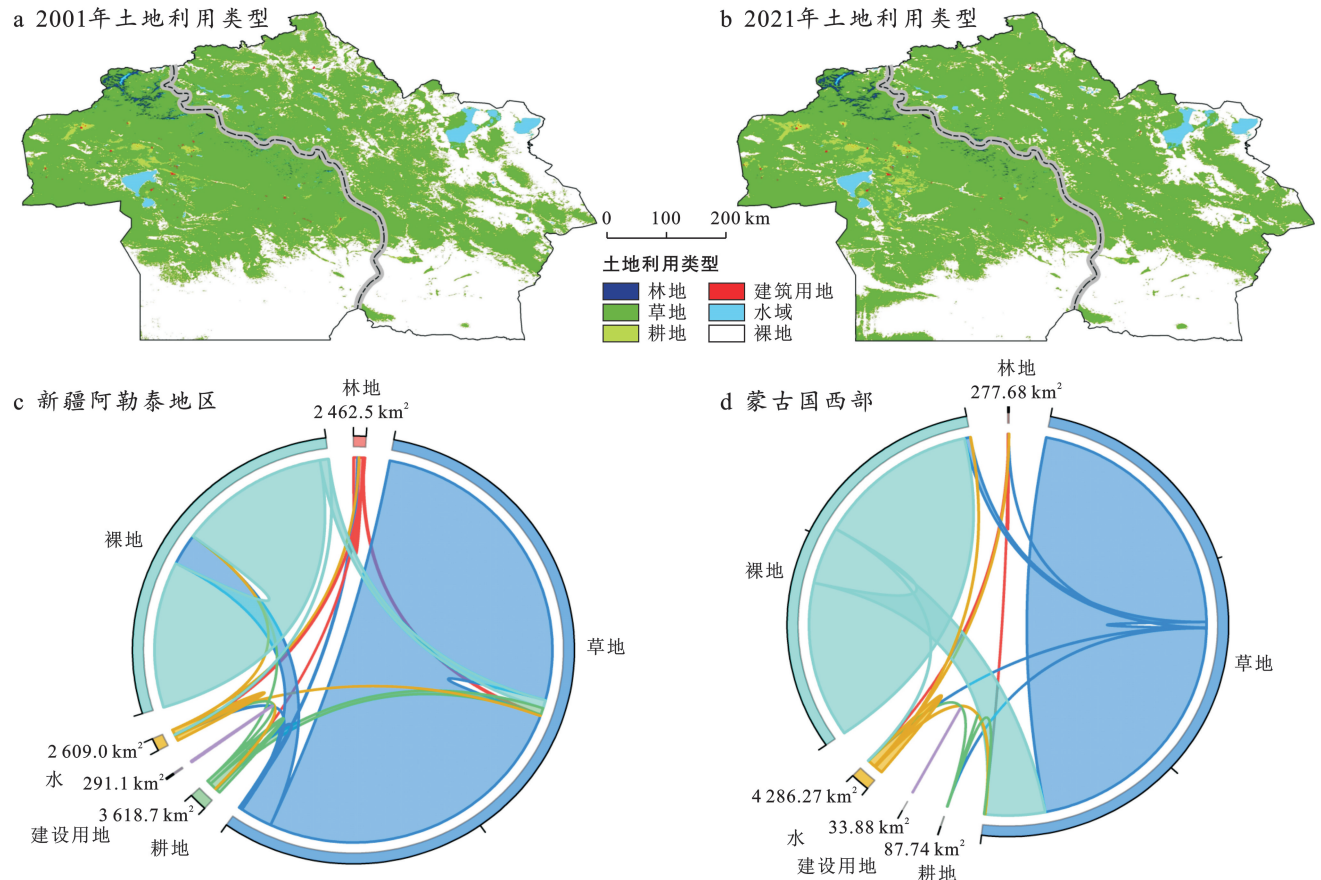 a 2001年土地利用类型
b 2021年土地利用类型
0 100 200 km
土地利用类型
林地
建筑用地
草地
水域
耕地
裸地
c 新疆阿勒泰地区
林地
2 462.5 km²
草地
裸地
2 609.0 km²
水
291.1 km²
建设用地
3 618.7 km²
耕地
d 蒙古国西部
林地
277.68 km²
草地
裸地
4 286.27 km²
水
33.88 km²
建设用地
87.74 km²
耕地